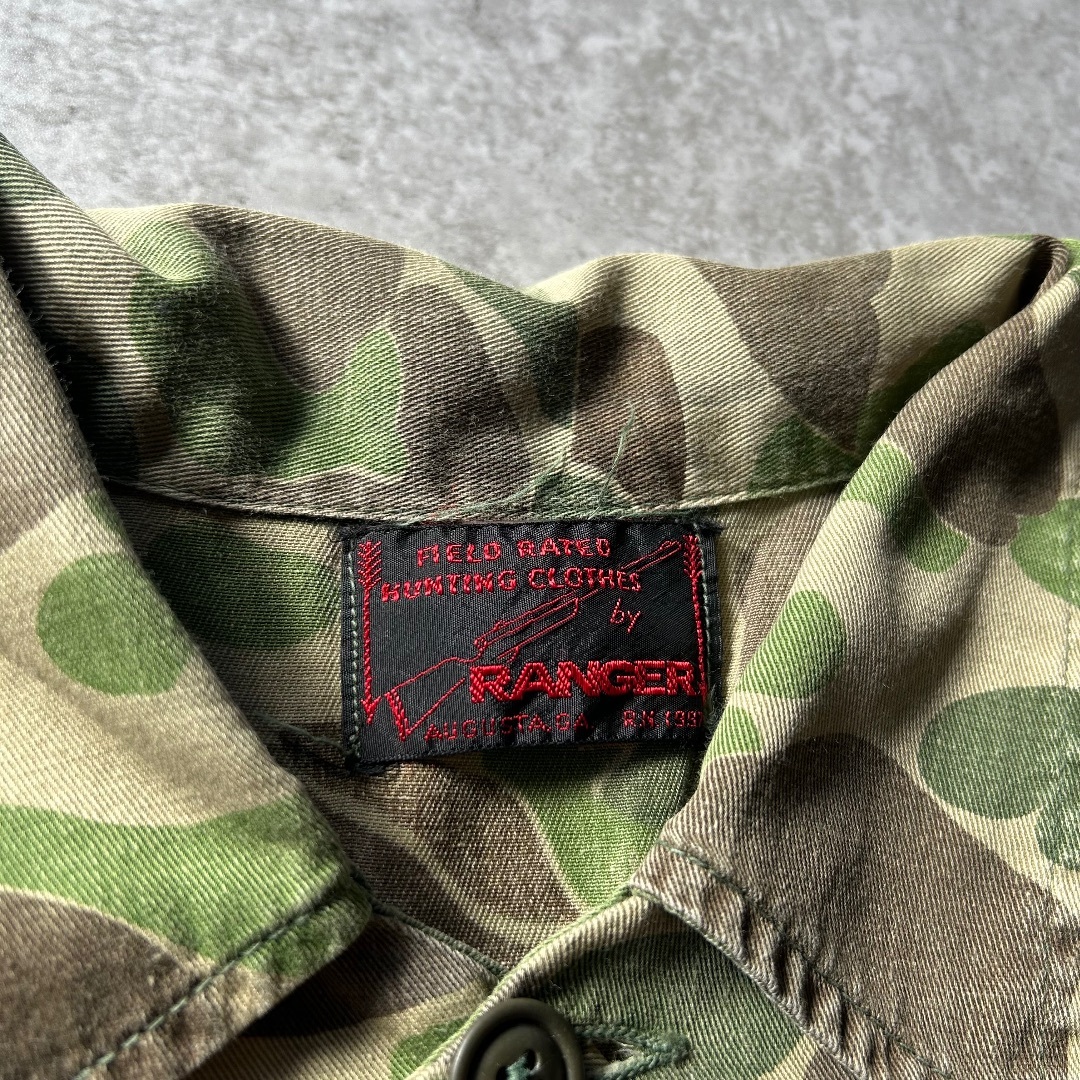 FIELD RATED
HUNTING CLOTHES
by
RANGER
AUGUSTA, GA. R.N.